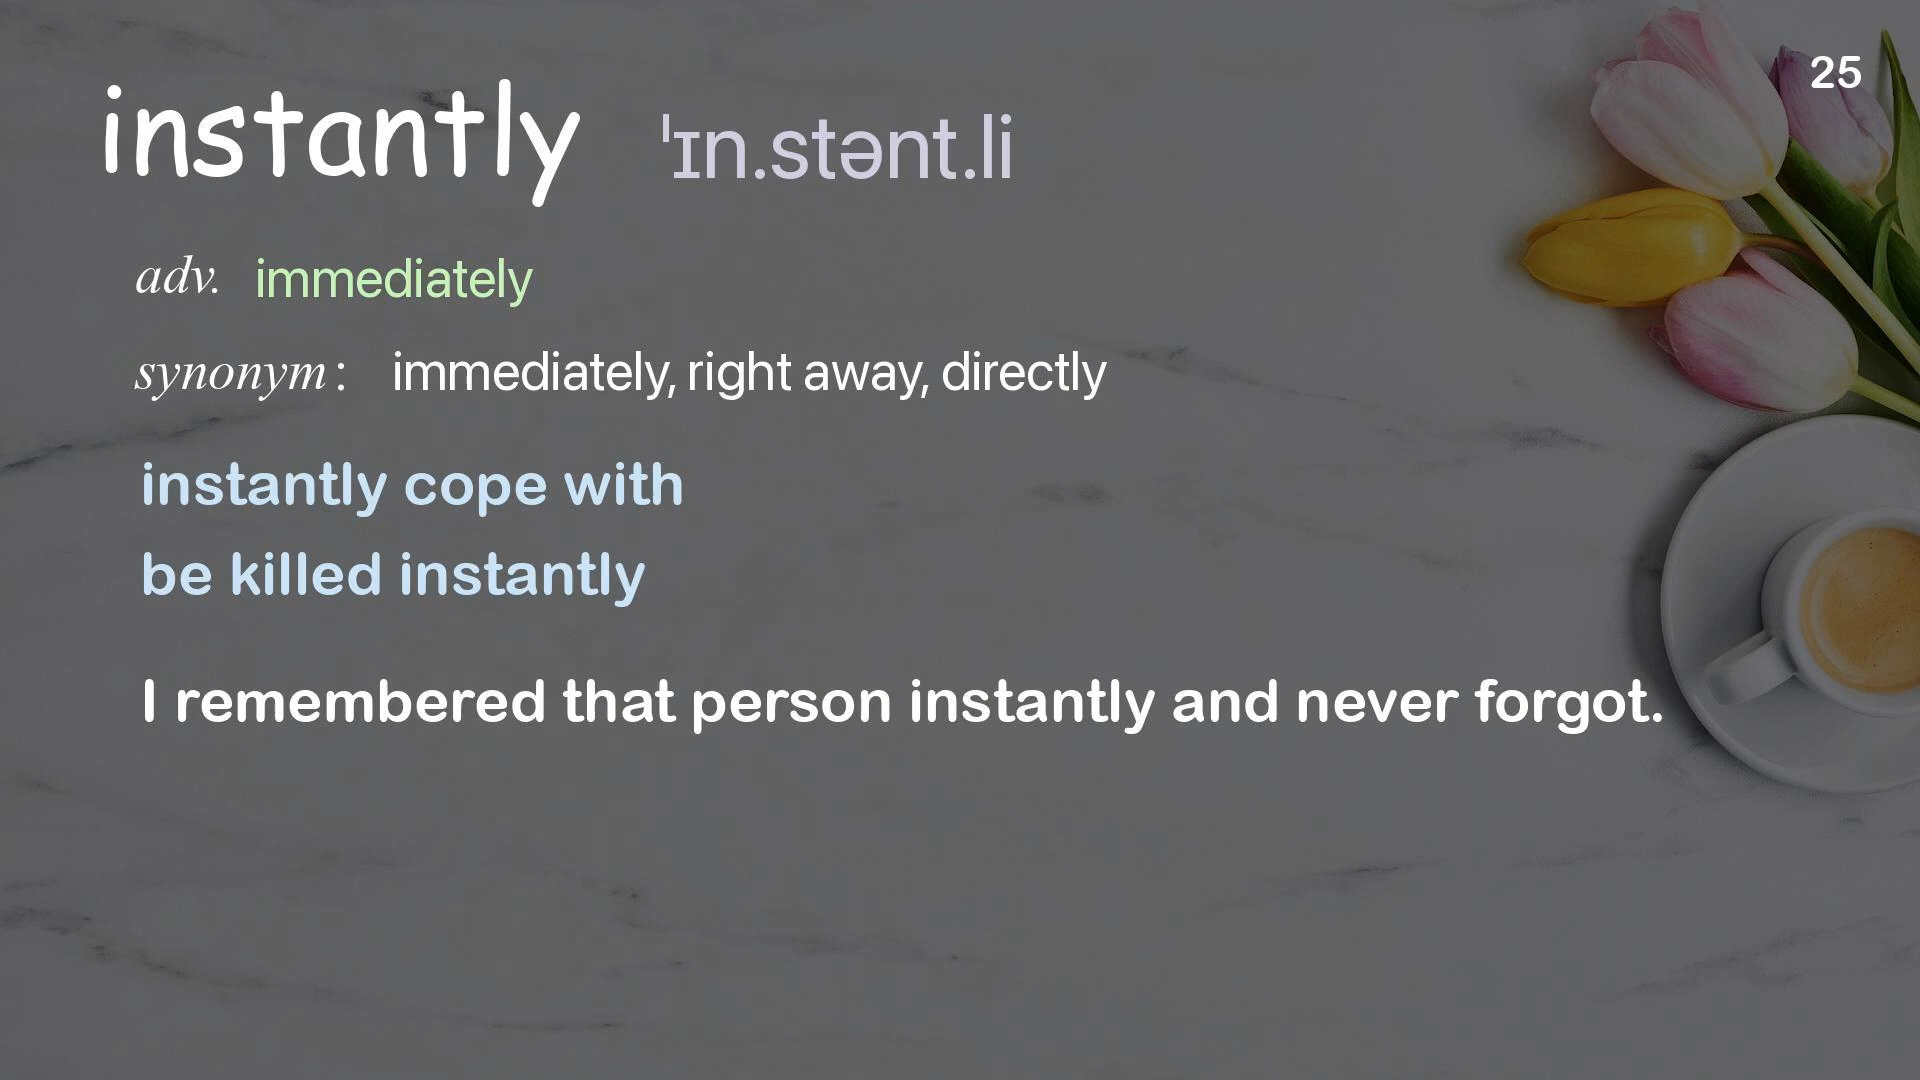 25
instantly ˈɪn.stənt.li
adv. immediately
synonym : immediately, right away, directly
instantly cope with
be killed instantly
I remembered that person instantly and never forgot.